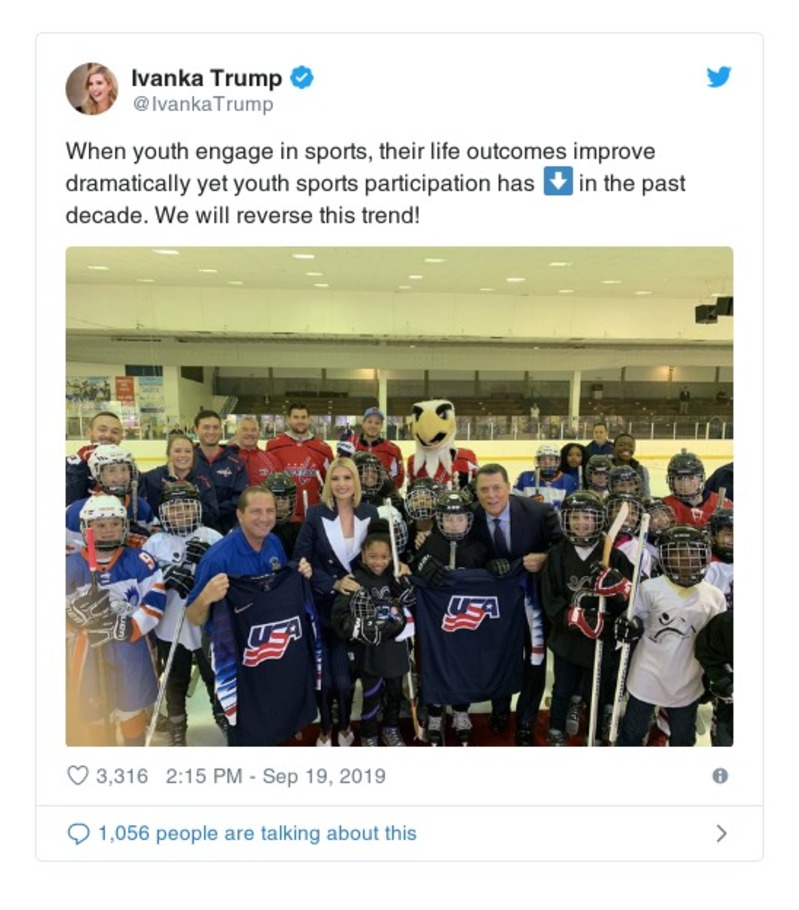 Ivanka Trump
@IvankaTrump
When youth engage in sports, their life outcomes improve
dramatically yet youth sports participation has ⬇️ in the past
decade. We will reverse this trend!
USA
USA
3,316 2:15 PM - Sep 19, 2019
1,056 people are talking about this